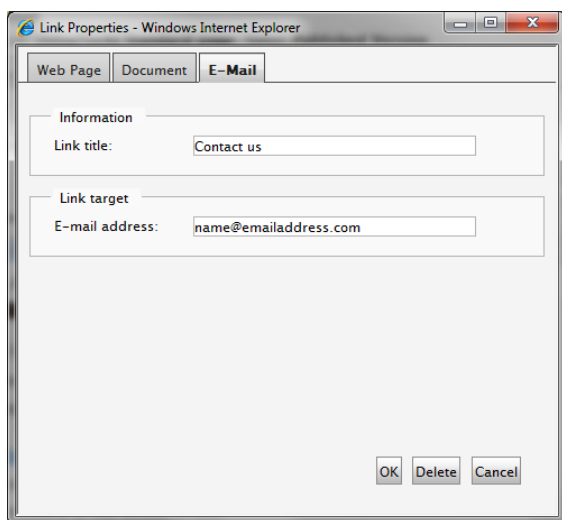 Link Properties - Windows Internet Explorer
Web Page Document E-Mail
Information
Link title: Contact us
Link target
E-mail address: name@emailaddress.com
OK Delete Cancel